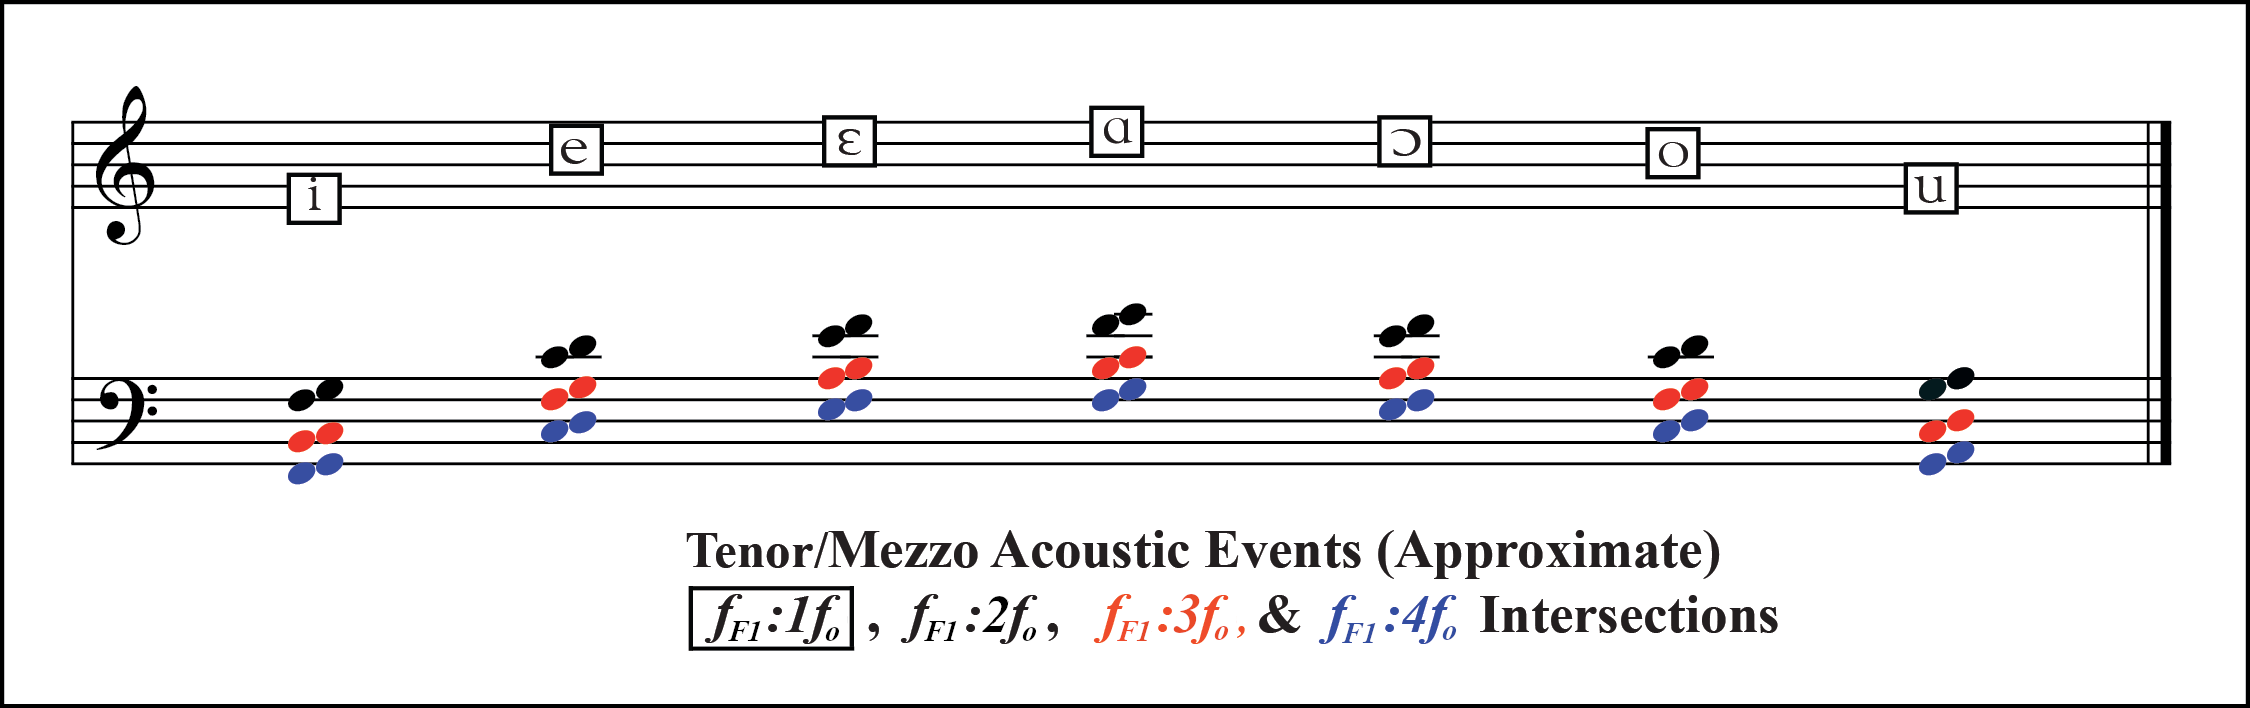 i e ɛ ɑ ɔ o u
Tenor/Mezzo Acoustic Events (Approximate)
fF1:1fo, fF1:2fo, fF1:3fo, & fF1:4fo Intersections